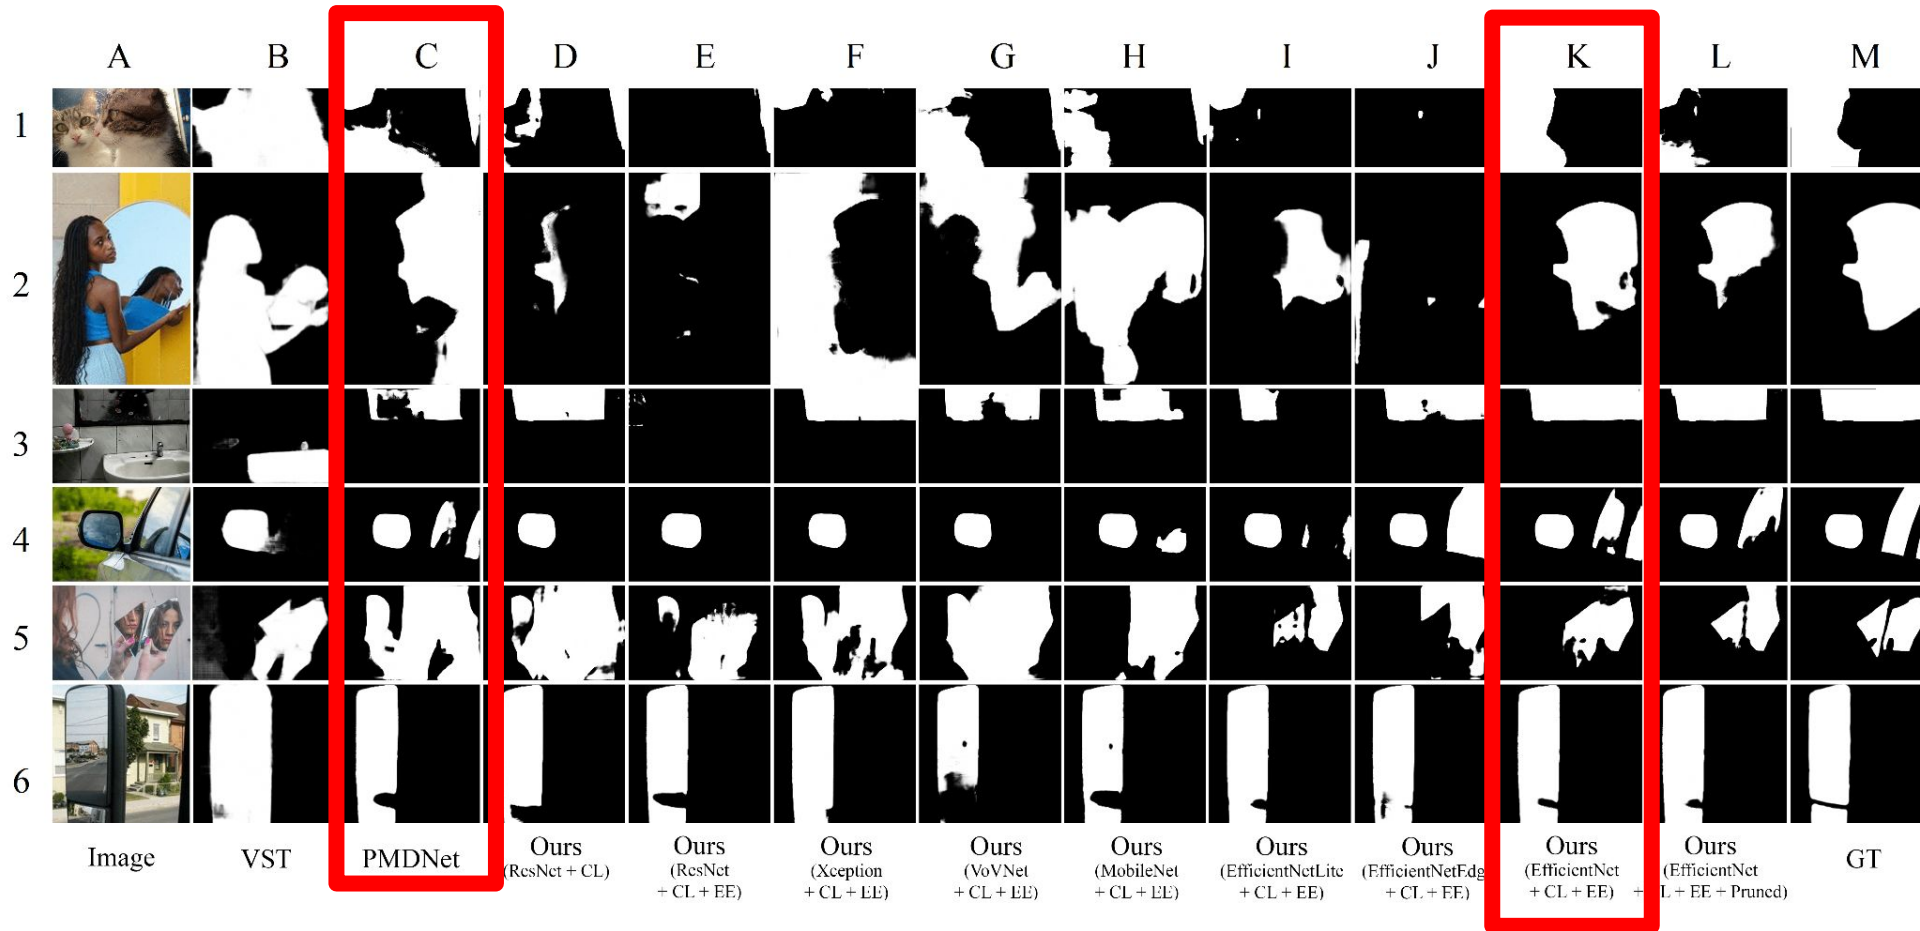 A B C D E F G H I J K L M
1
2
3
4
5
6
Image VST PMDNet Ours Ours Ours Ours Ours Ours Ours Ours Ours GT
(ResNet + CL) (ResNet (Xception (VoVNet (MobileNet (EfficientNetLite (EfficientNetEdg (EfficientNet (EfficientNet
+ CL + EE) + CL + EE) + CL + EE) + CL + EE) + CL + EE) + CL + EE) + CL + EE) + CL + EE + Pruned)